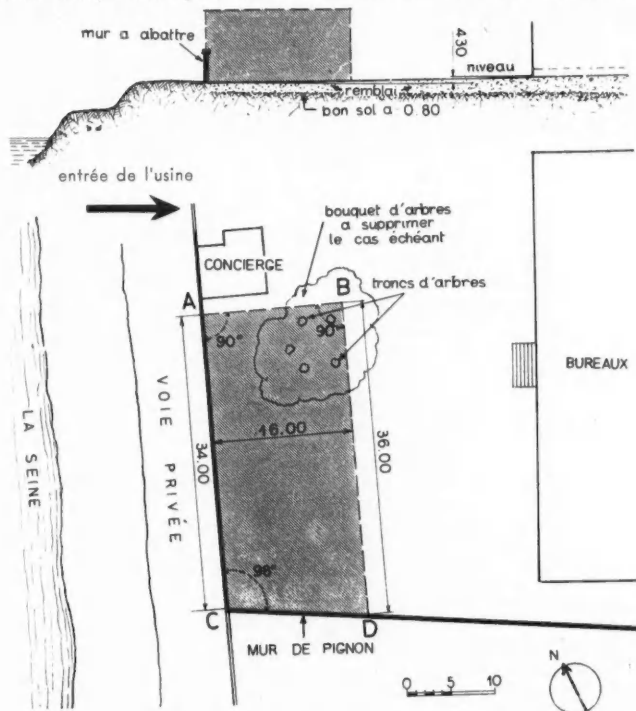 mur a abattre
130
niveau
remblai
bon sol a 0.80
entrée de l'usine
bouquet d'arbres
a supprimer
le cas échéant
CONCIERGE
troncs d'arbres
A
B
90°
90°
BUREAUX
LA SEINE
VOIE PRIVÉE
34.00
16.00
36.00
98°
C
D
MUR DE PIGNON
0 5 10
N